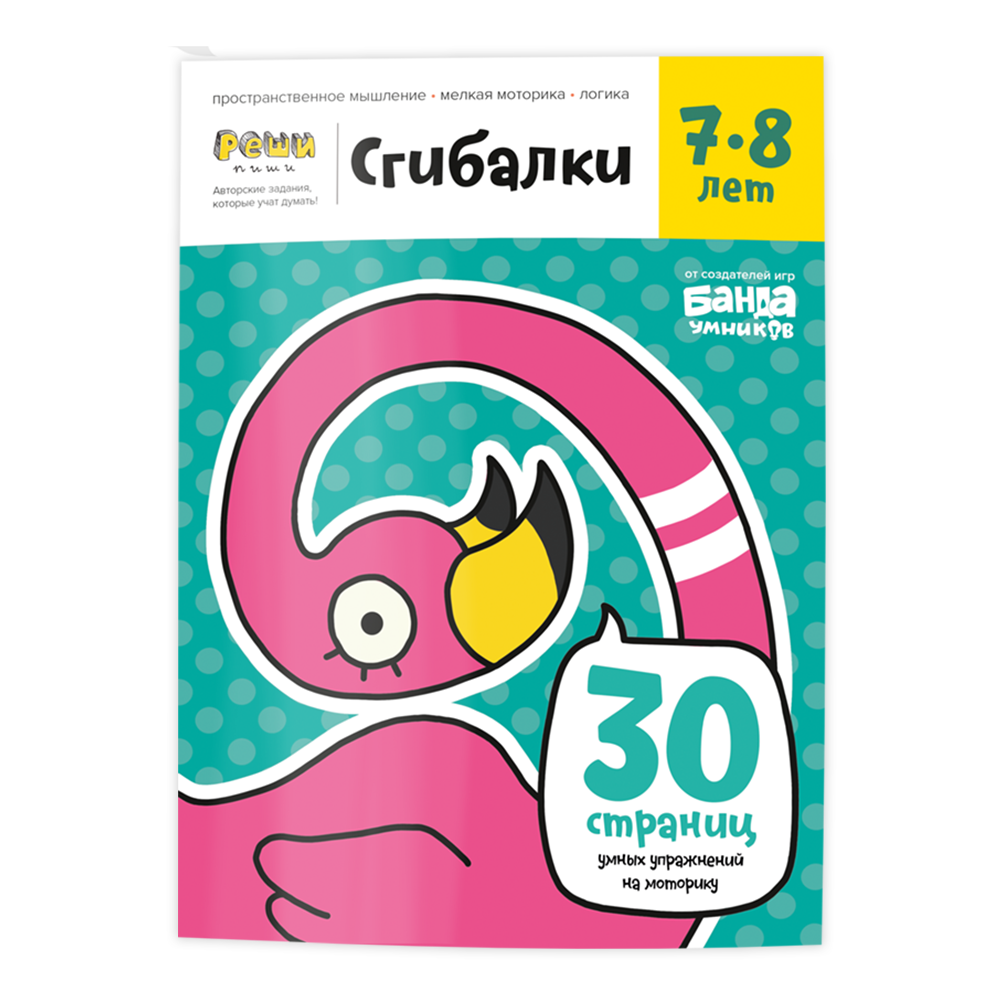 пространственное мышление • мелкая моторика • логика
Реши
пиши
Авторские задания,
которые учат думать!
Сгибалки
7•8
лет
от создателей игр
БАНДА
УМНИКОВ
30
страниц
умных упражнений
на моторику